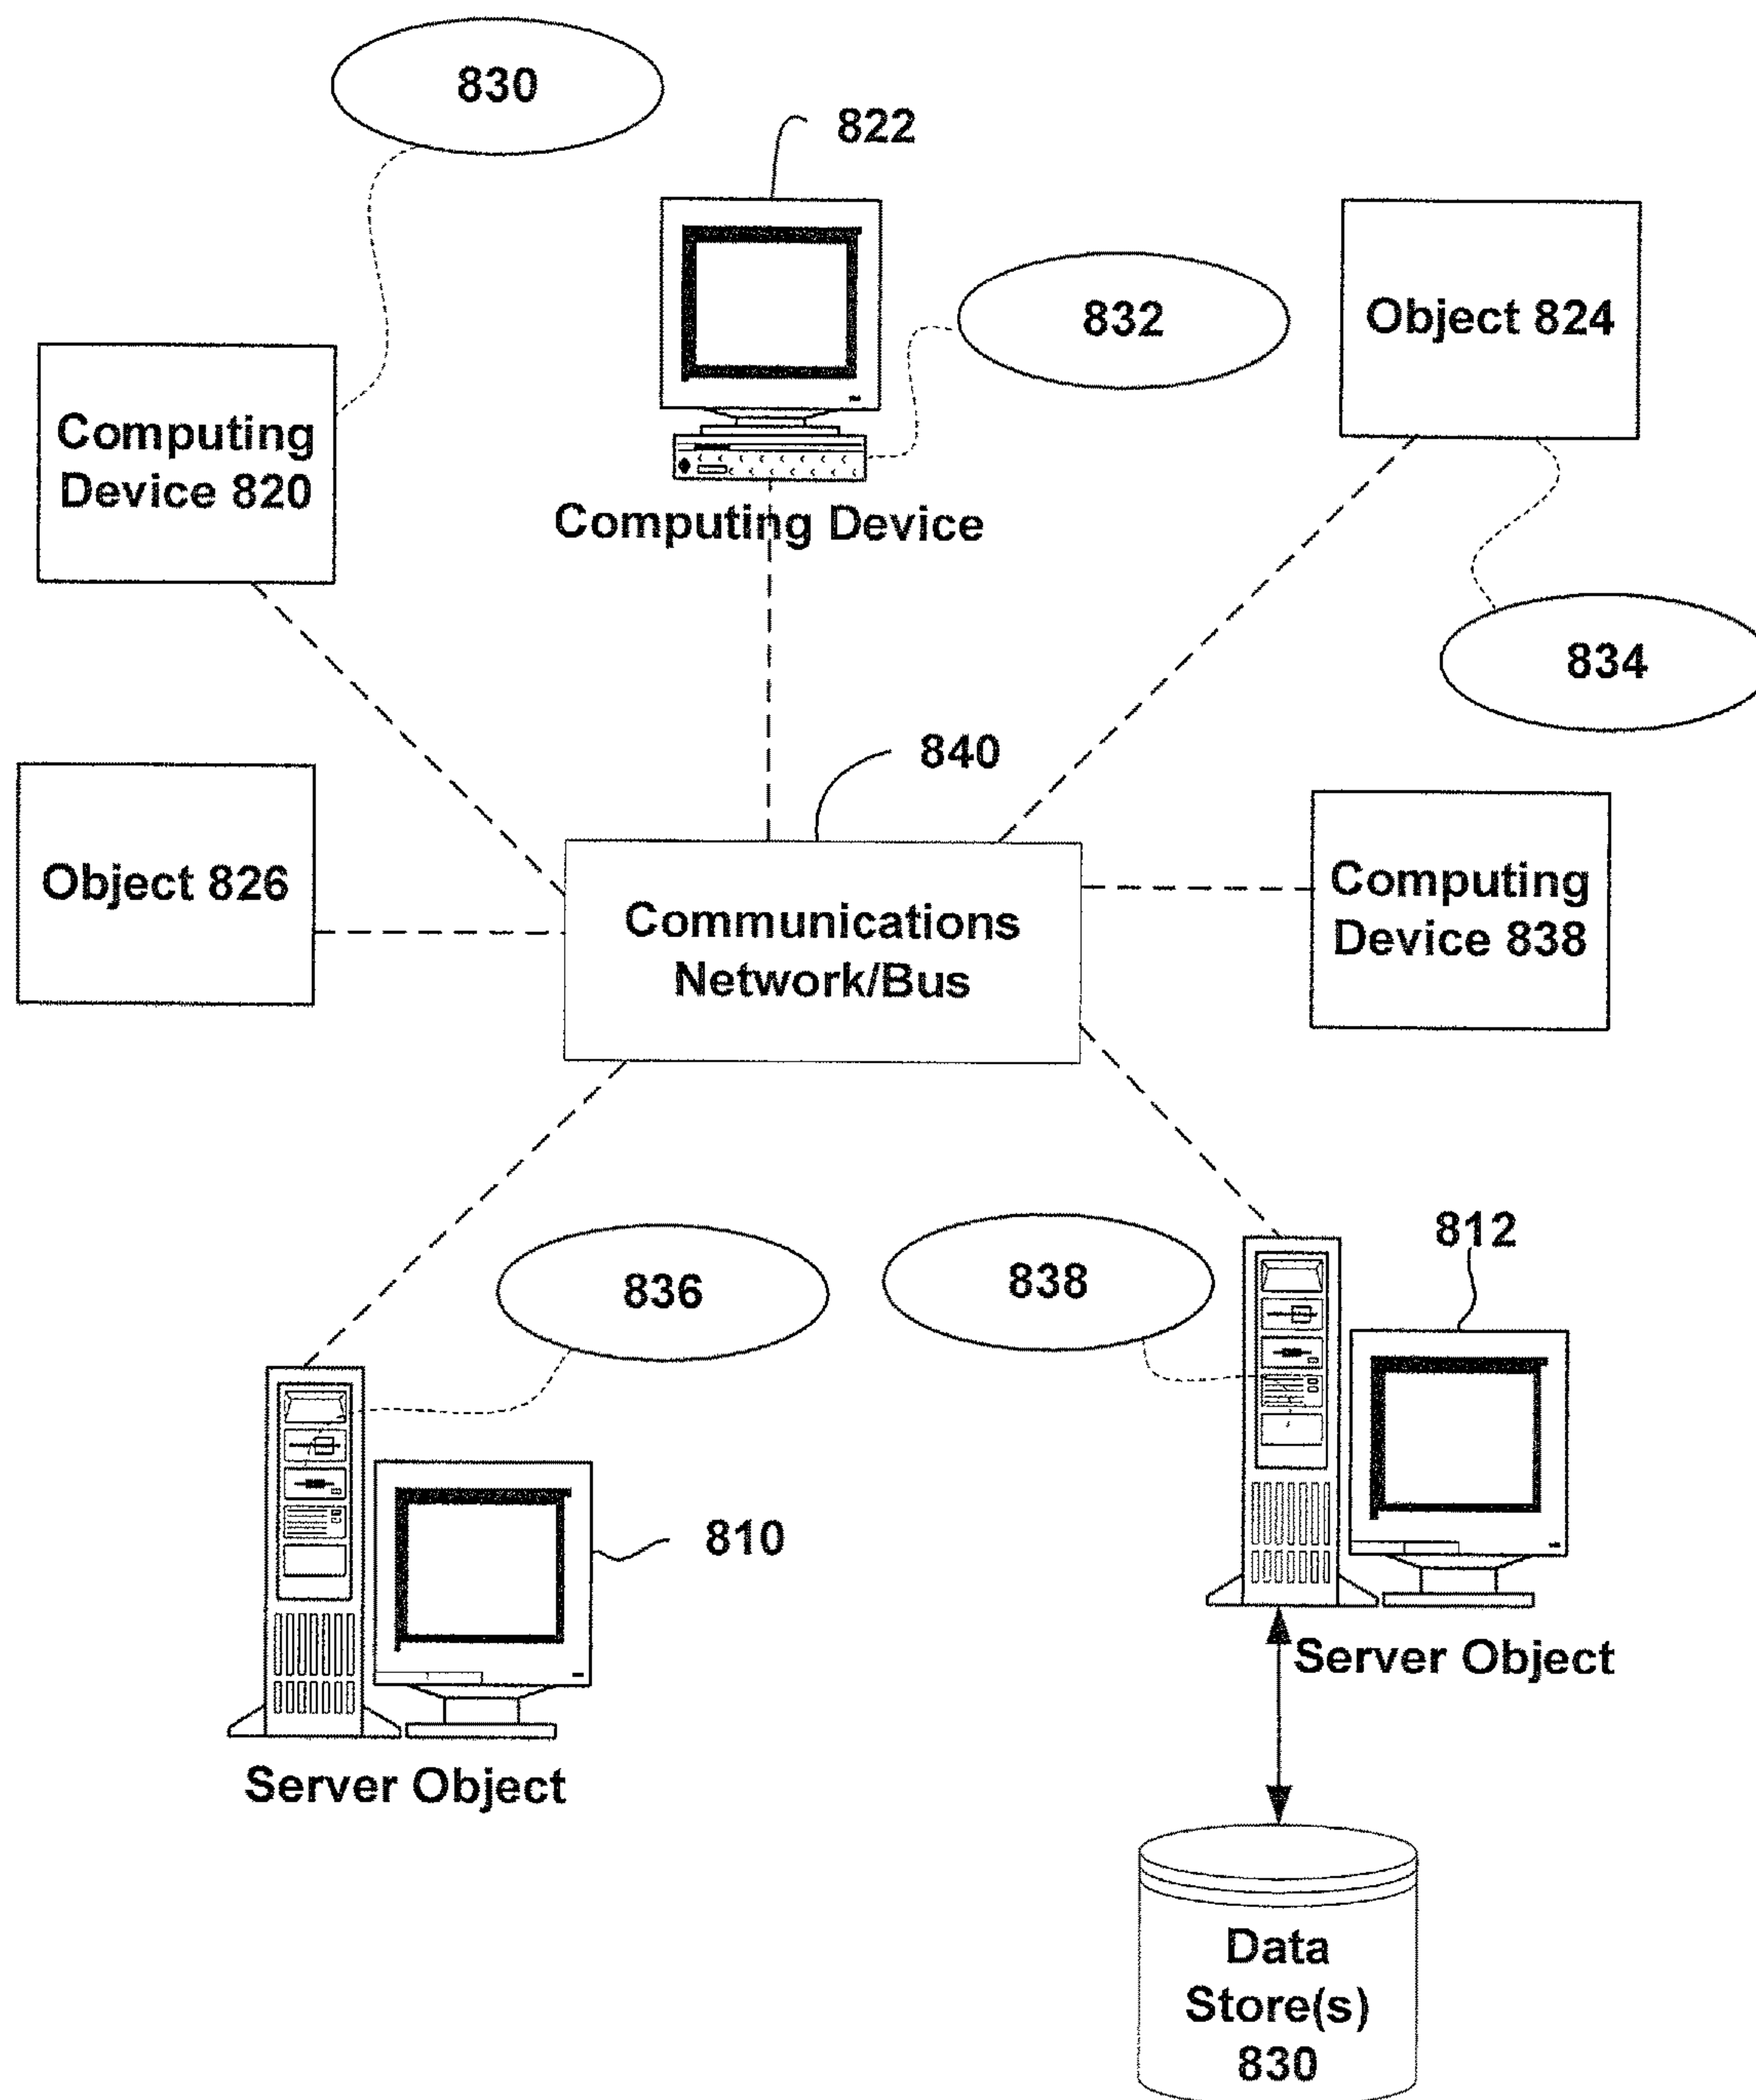 830
822
832
Object 824
Computing
Device 820
Computing Device
834
840
Object 826
Computing
Device 838
Communications
Network/Bus
836
838
812
810
Server Object
Server Object
Data
Store(s)
830